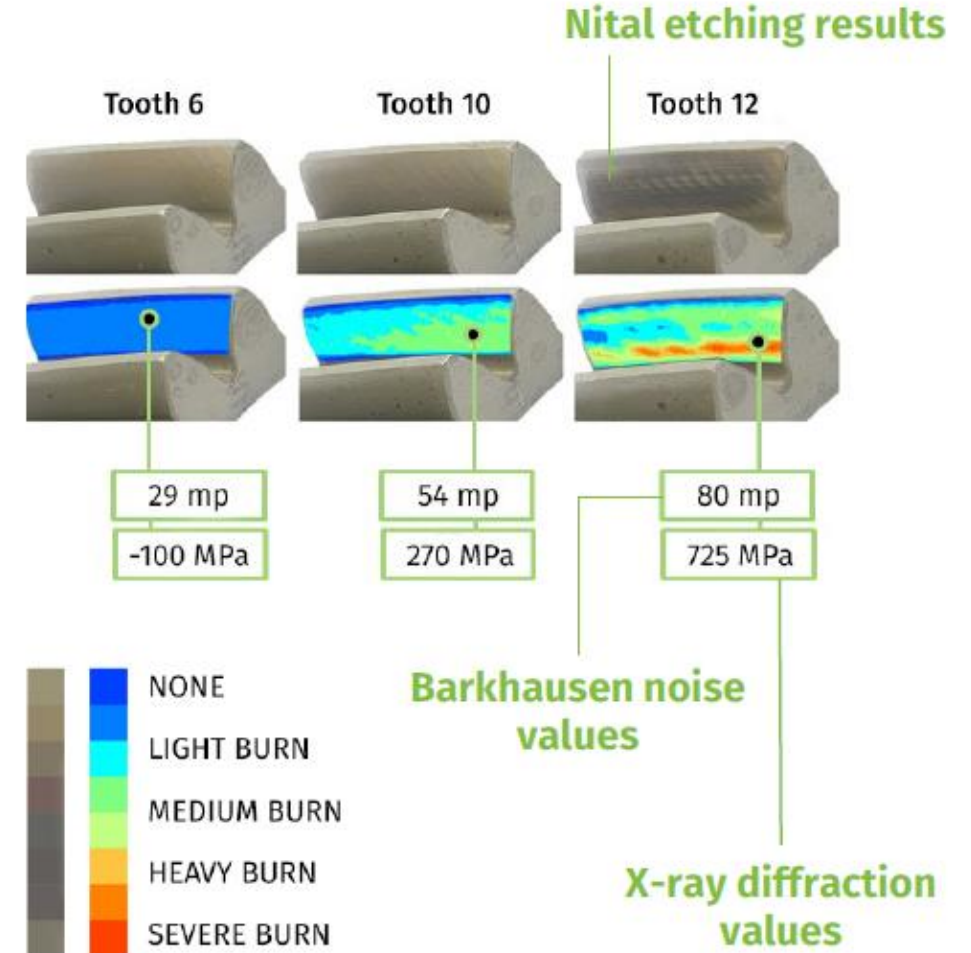 Nital etching results
Tooth 6
Tooth 10
Tooth 12
29 mp
54 mp
80 mp
-100 MPa
270 MPa
725 MPa
NONE
LIGHT BURN
MEDIUM BURN
HEAVY BURN
SEVERE BURN
Barkhausen noise
values
X-ray diffraction
values